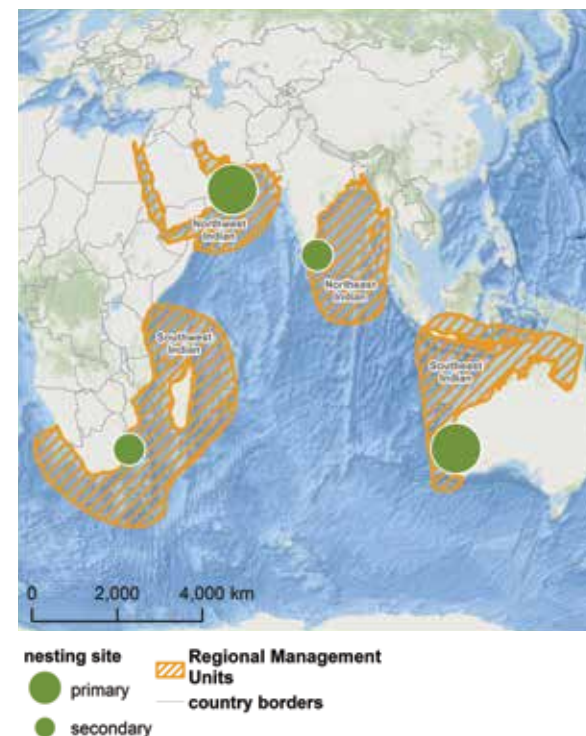 Northwest
Indian
Northeast
Indian
Southwest
Indian
Southeast
Indian
0 2,000 4,000 km
nesting site
primary
secondary
Regional Management
Units
country borders